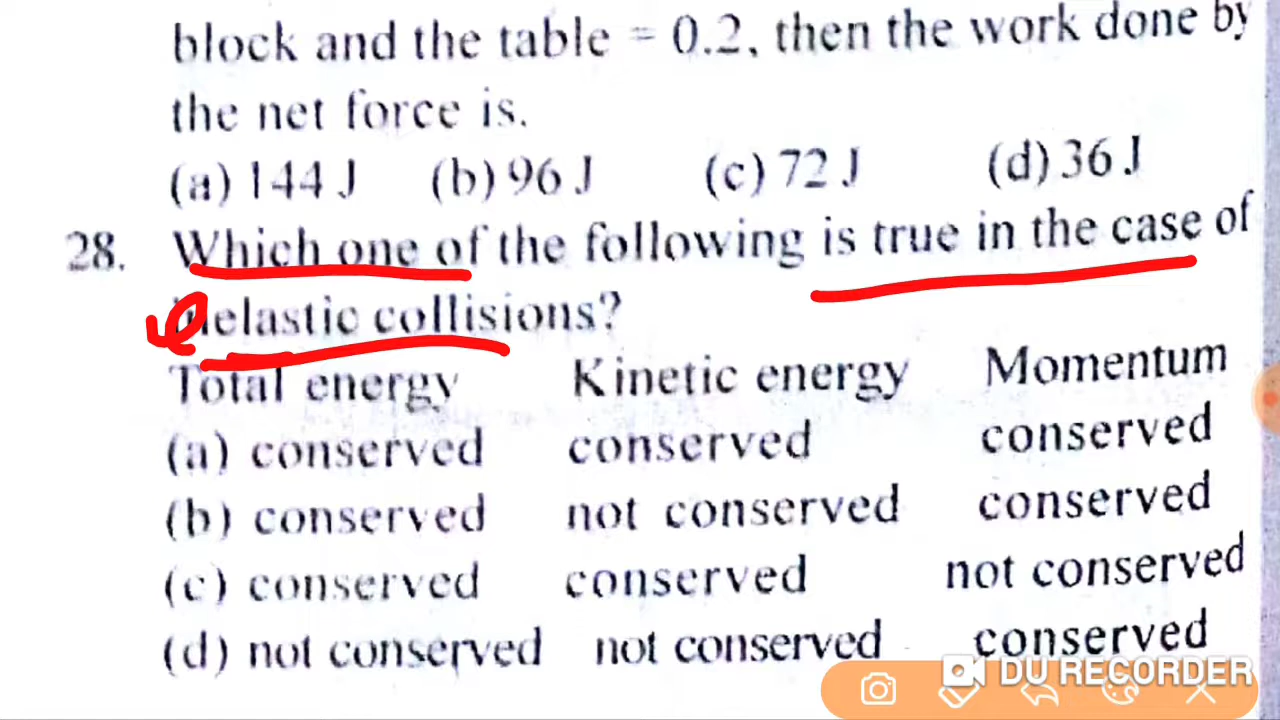 block and the table = 0.2, then the work done by
the net force is.
(a) 144 J (b) 96 J (c) 72 J (d) 36 J
28. Which one of the following is true in the case of
inelastic collisions?
Total energy Kinetic energy Momentum
(a) conserved conserved conserved
(b) conserved not conserved conserved
(c) conserved conserved not conserved
(d) not conserved not conserved conserved
DU RECORDER